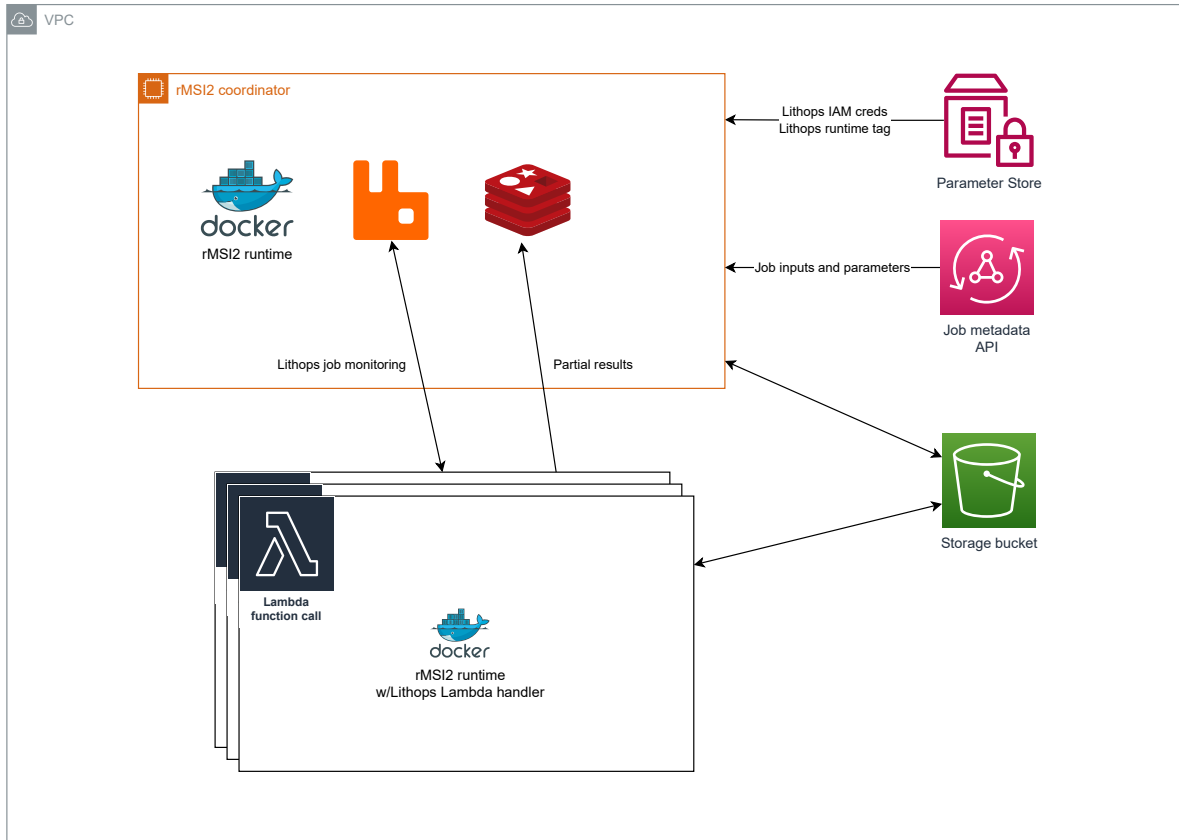 VPC
rMSI2 coordinator
Lithops IAM creds
Lithops runtime tag
Parameter Store
docker
rMSI2 runtime
Job inputs and parameters
Job metadata
API
Lithops job monitoring
Partial results
Storage bucket
Lambda
function call
docker
rMSI2 runtime
w/Lithops Lambda handler